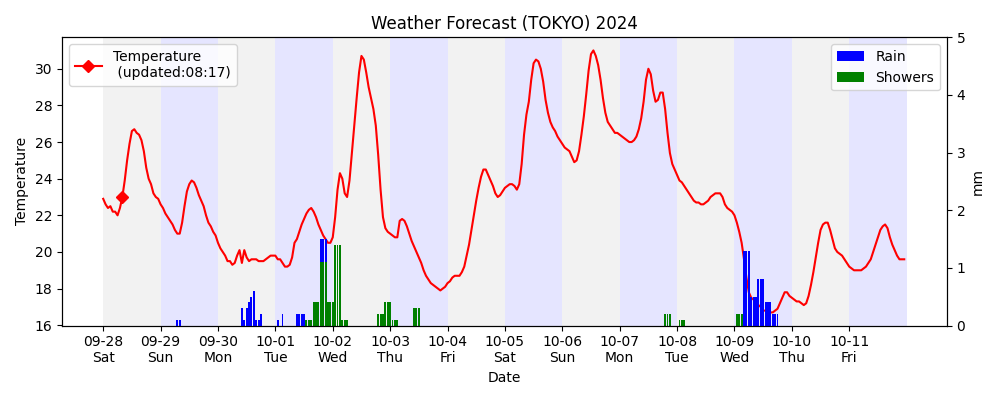 Weather Forecast (TOKYO) 2024
Temperature
(updated:08:17)
Rain
Showers
Temperature
30
28
26
24
22
20
18
16
5
4
3
2
1
0
mm
09-28 09-29 09-30 10-01 10-02 10-03 10-04 10-05 10-06 10-07 10-08 10-09 10-10 10-11
Sat Sun Mon Tue Wed Thu Fri Sat Sun Mon Tue Wed Thu Fri
Date